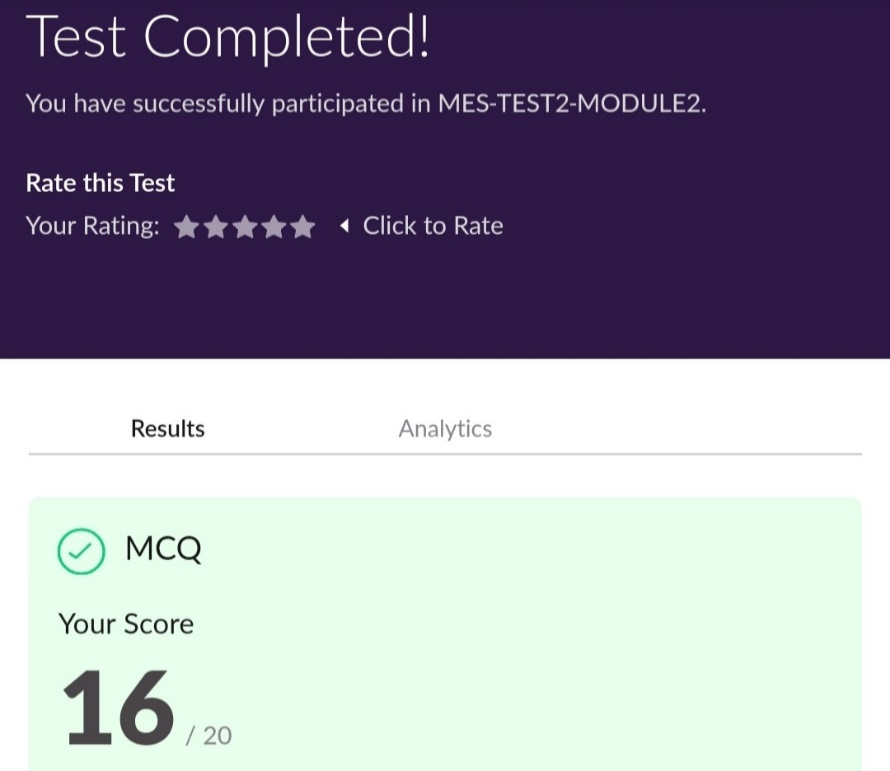 Test Completed!
You have successfully participated in MES-TEST2-MODULE2.
Rate this Test
Your Rating: Click to Rate
Results Analytics
MCQ
Your Score
16 / 20